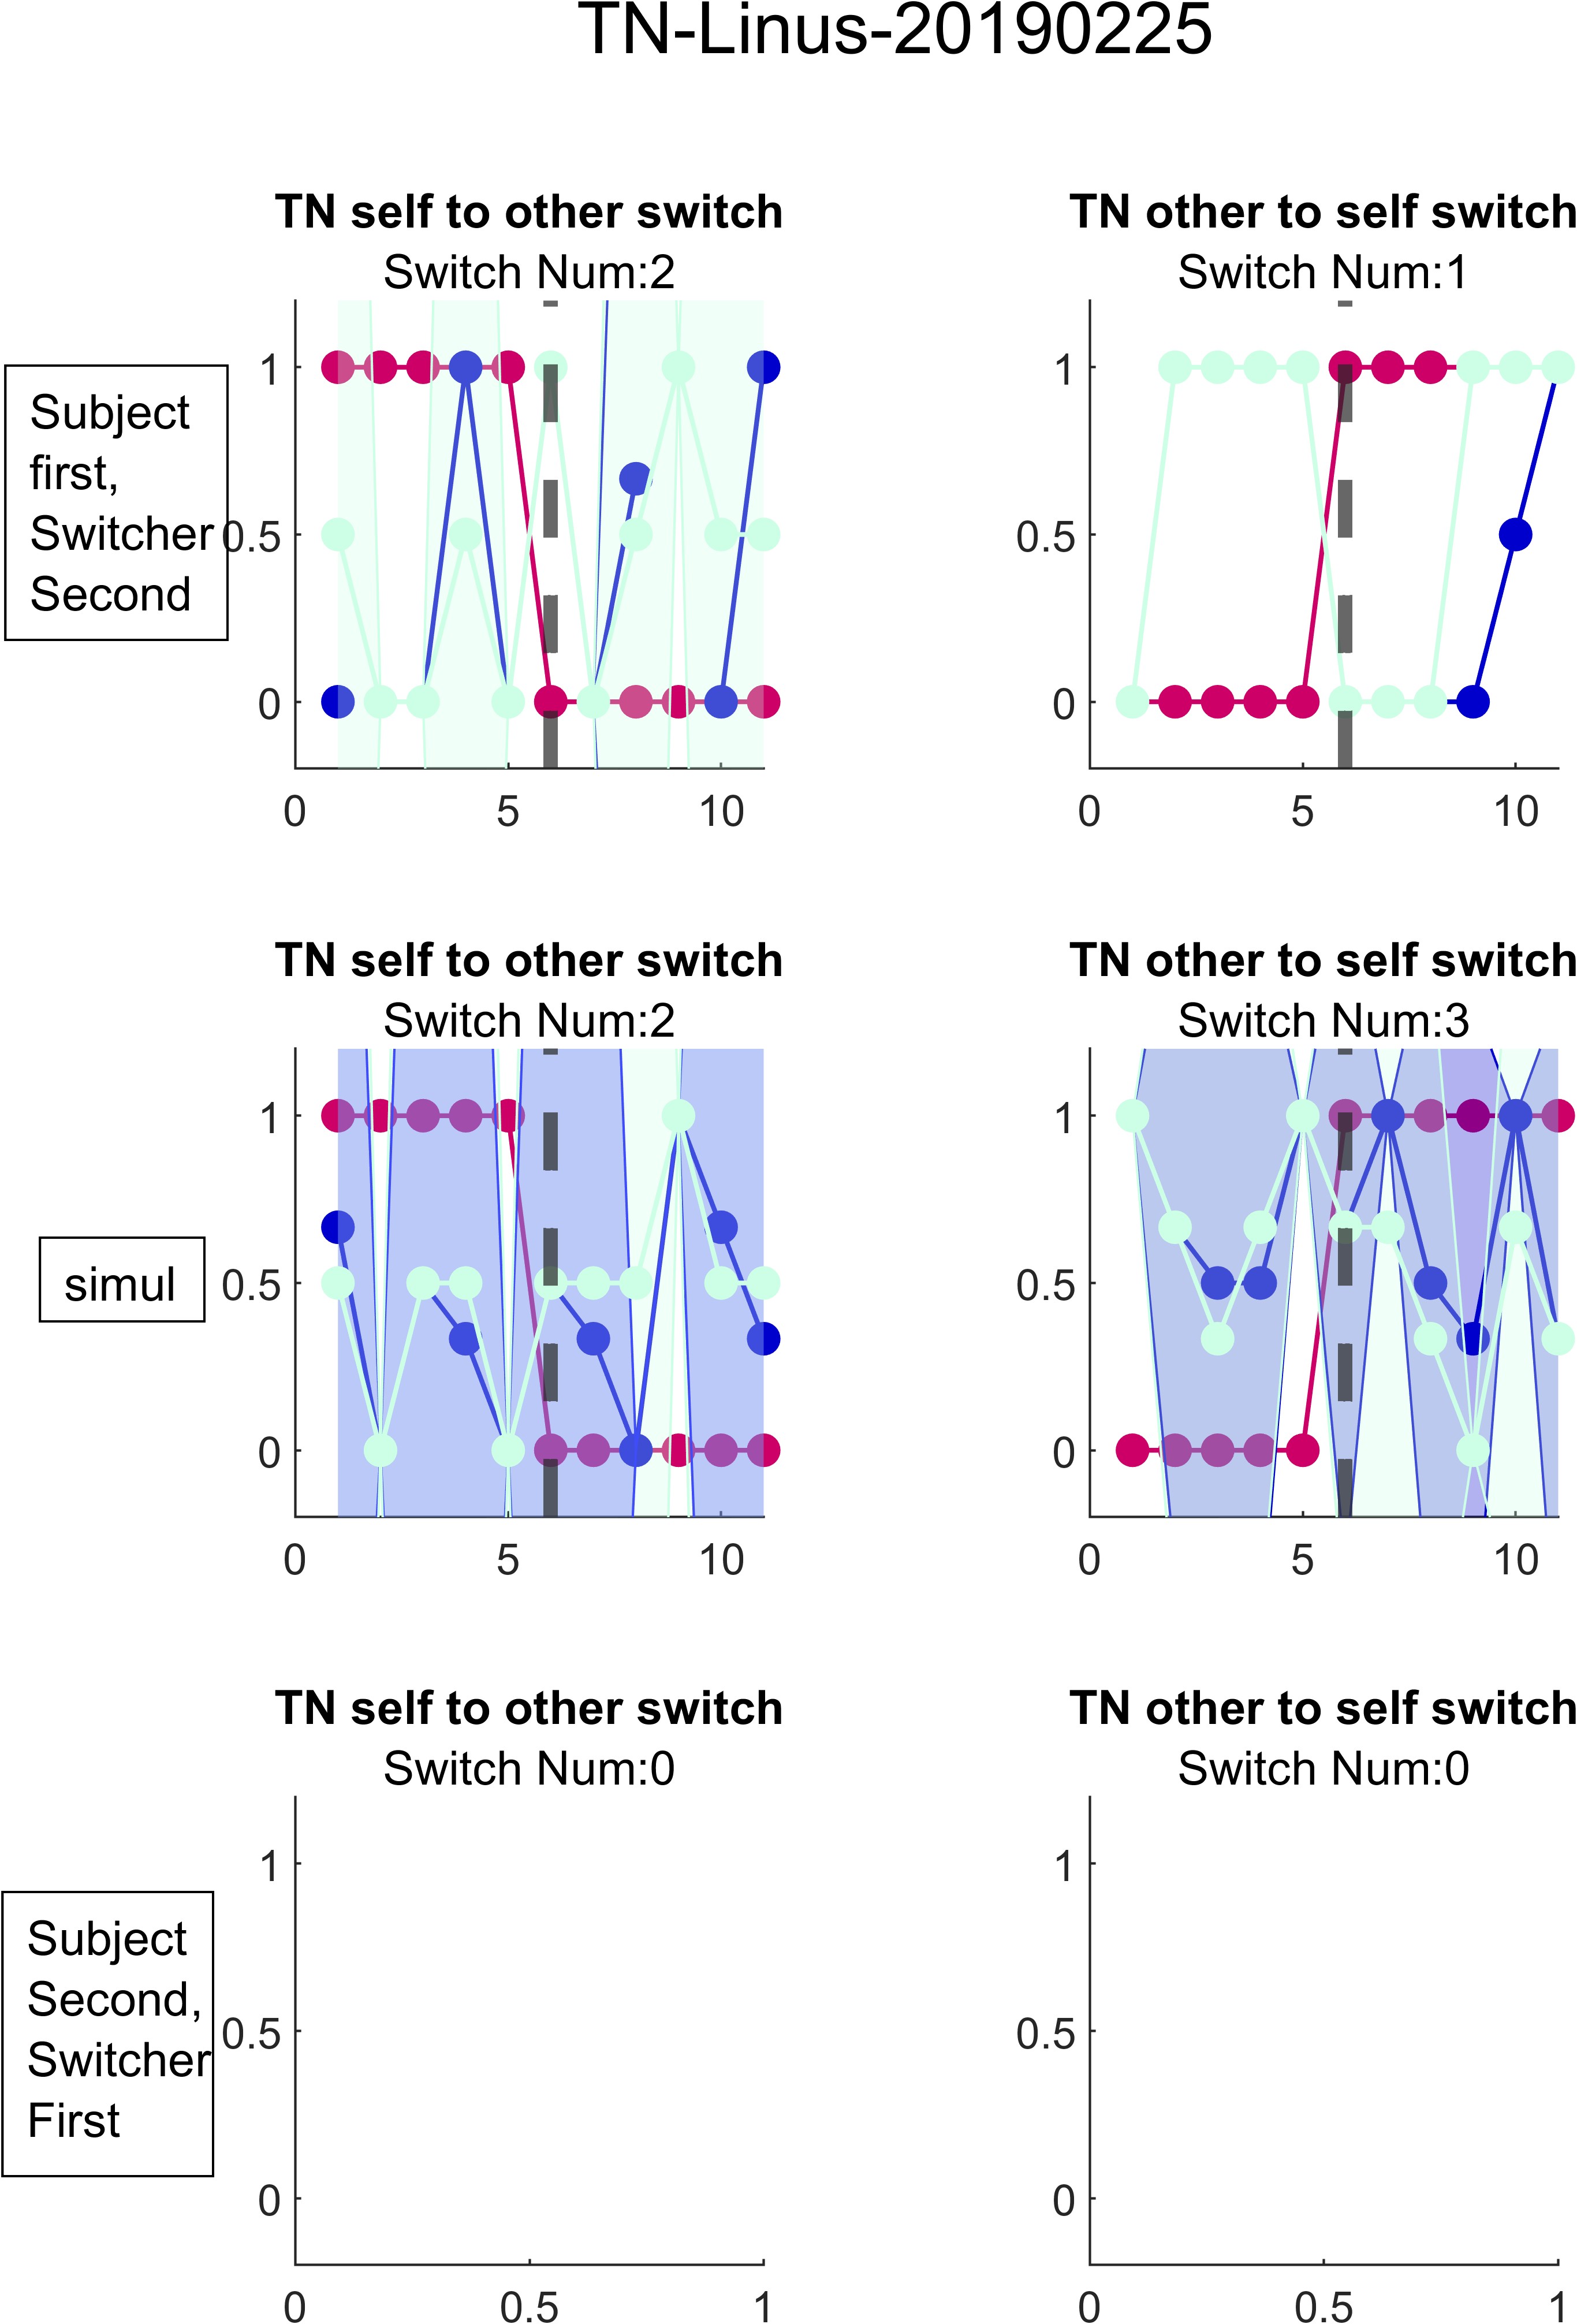 TN-Linus-20190225
TN self to other switch
Switch Num:2
TN other to self switch
Switch Num:1
Subject
first,
Switcher
Second
1
0.5
0
0
5
10
1
0.5
0
0
5
10
TN self to other switch
Switch Num:2
TN other to self switch
Switch Num:3
simul
1
0.5
0
0
5
10
1
0.5
0
0
5
10
TN self to other switch
Switch Num:0
TN other to self switch
Switch Num:0
Subject
Second,
Switcher
First
1
0.5
0
0
0.5
1
1
0.5
0
0
0.5
1